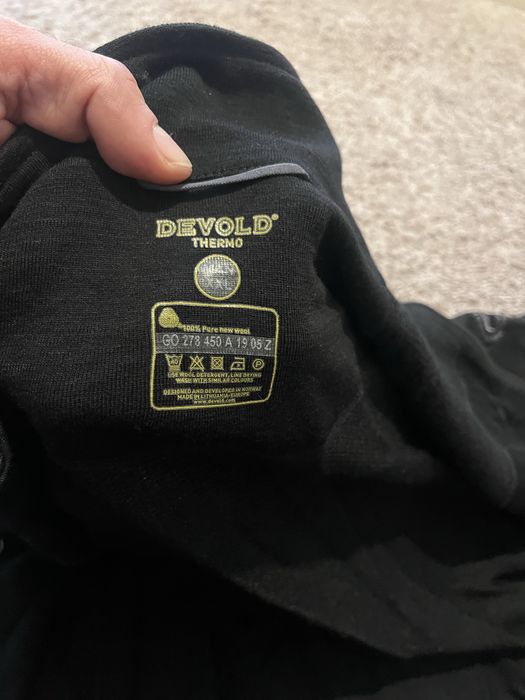 DEVOLD®
THERMO
100% Pure new wool
GO 278 450 A 19 05 Z
40 P
USE WOOL DETERGENT, LINE DRYING
WASH WITH SIMILAR COLOURS
DESIGNED AND DEVELOPED IN NORWAY
MADE IN LITHUANIA-EUROPE
www.devold.com